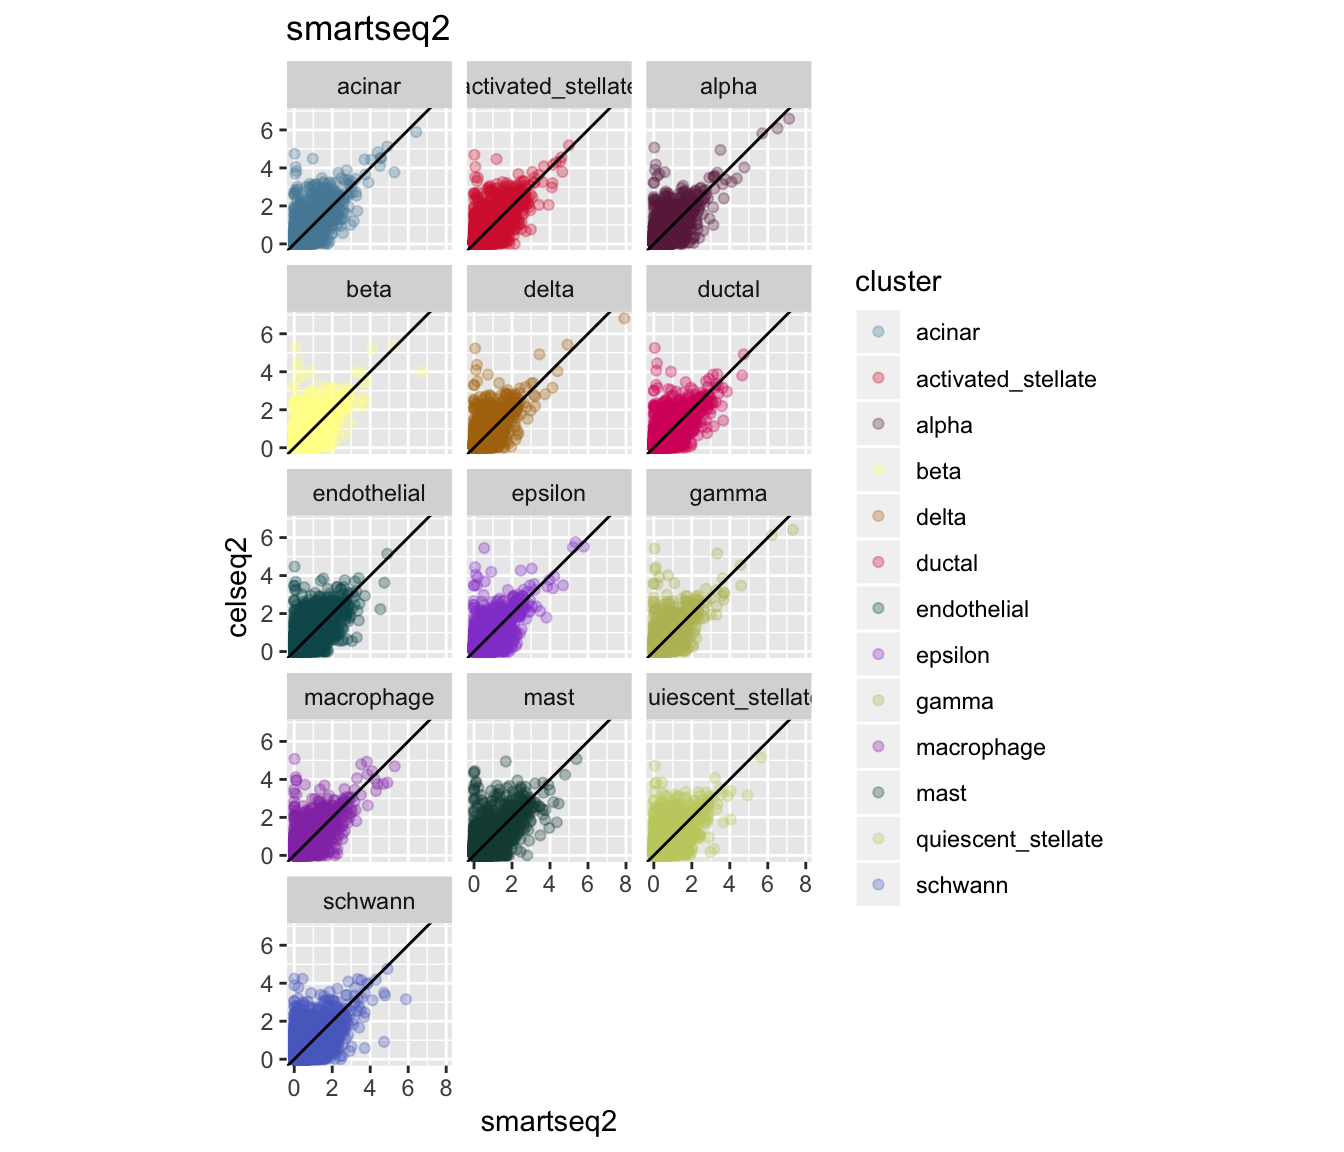 smartseq2
acinar
activated_stellate
alpha
6
4
2
0
beta
delta
ductal
6
4
2
0
endothelial
epsilon
gamma
6
4
2
0
macrophage
mast
uiescent_stellate
6
4
2
0
0 2 4 6 8
0 2 4 6 8
schwann
6
4
2
0
0 2 4 6 8
smartseq2
celseq2
cluster
acinar
activated_stellate
alpha
beta
delta
ductal
endothelial
epsilon
gamma
macrophage
mast
quiescent_stellate
schwann